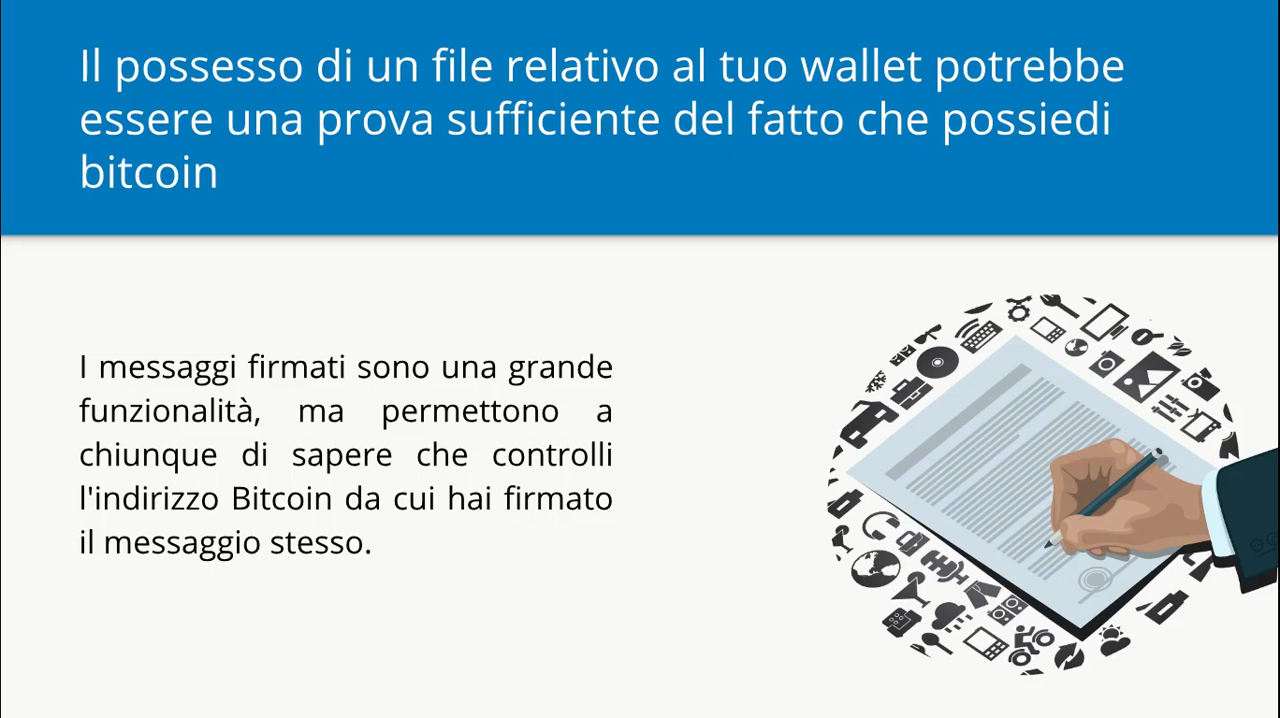 Il possesso di un file relativo al tuo wallet potrebbe
essere una prova sufficiente del fatto che possiedi
bitcoin
I messaggi firmati sono una grande
funzionalità, ma permettono a
chiunque di sapere che controlli
l'indirizzo Bitcoin da cui hai firmato
il messaggio stesso.